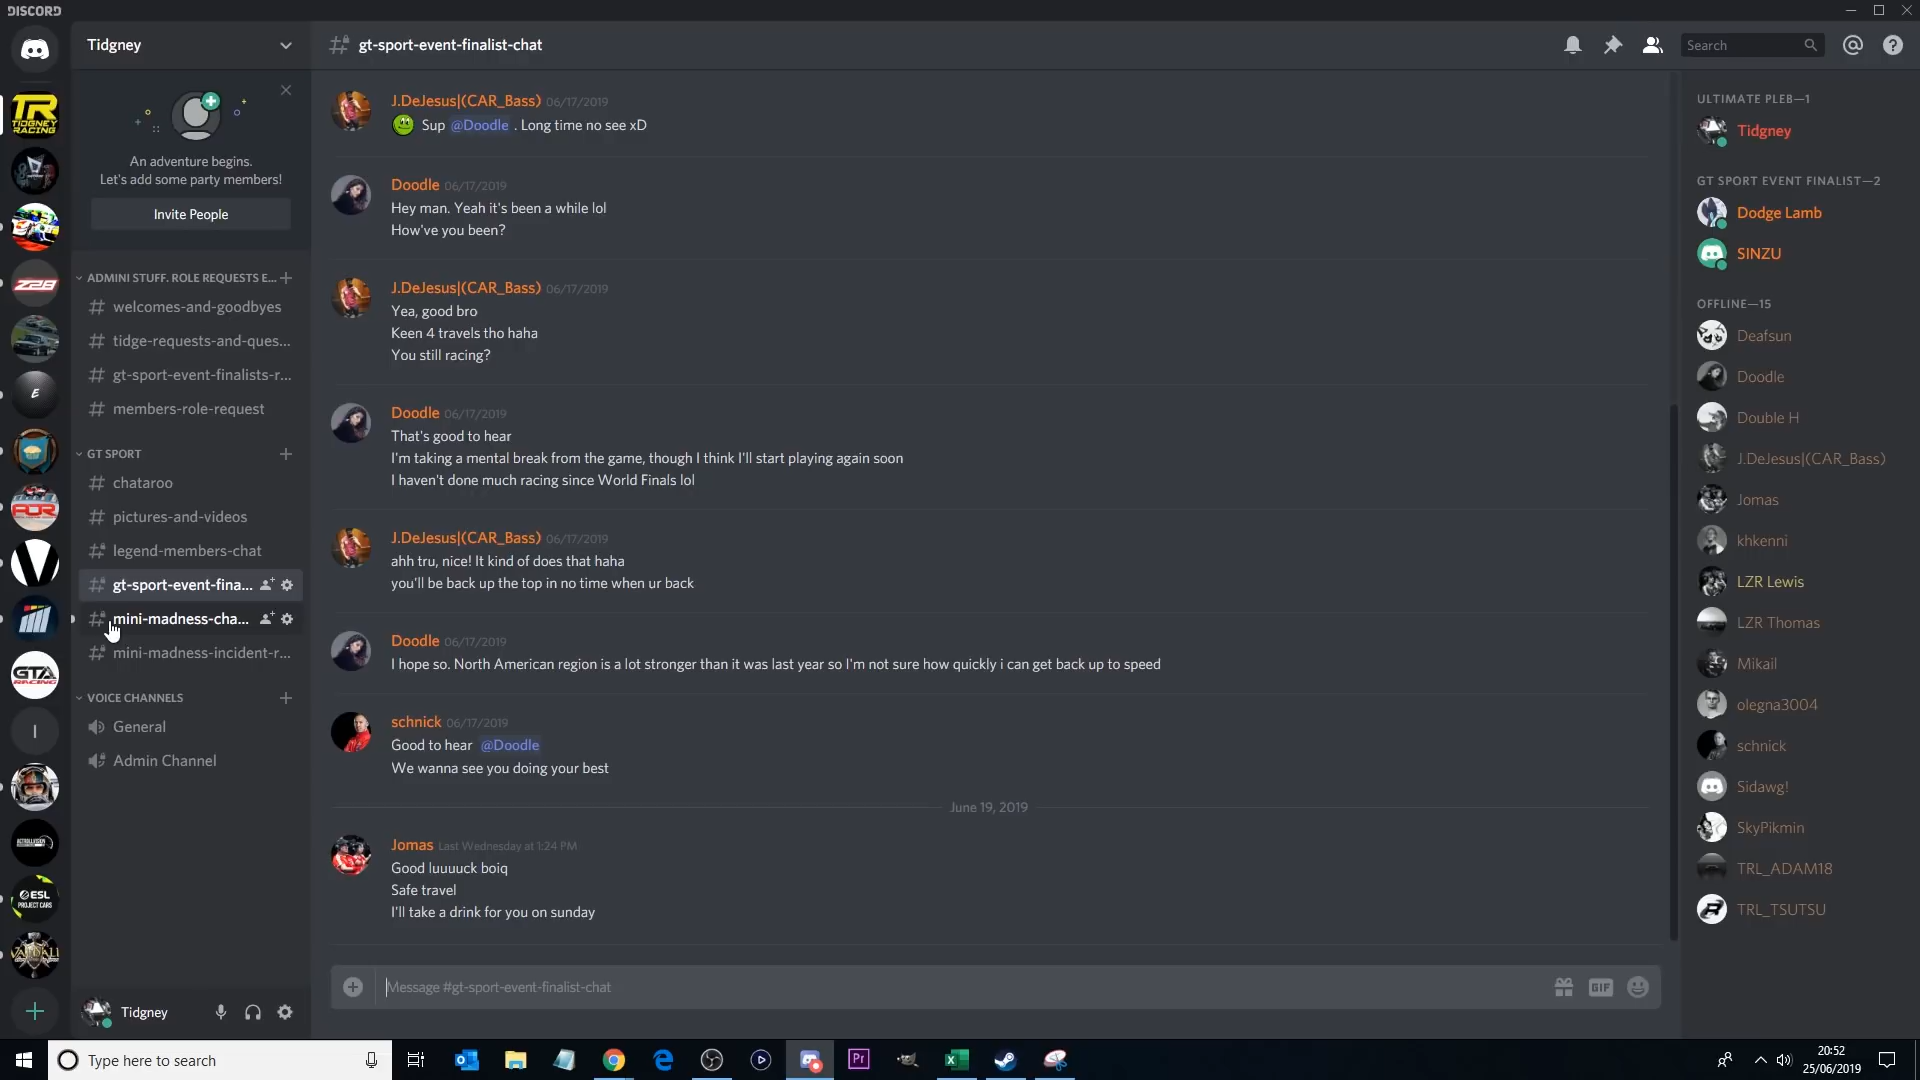 DISCORD
Tidgney
gt-sport-event-finalist-chat
Search
An adventure begins.
Let's add some party members!
Invite People
ADMINI STUFF. ROLE REQUESTS E...
welcomes-and-goodbyes
tidge-requests-and-ques...
gt-sport-event-finalists-r...
members-role-request
GT SPORT
chataroo
pictures-and-videos
legend-members-chat
gt-sport-event-fina...
mini-madness-cha...
mini-madness-incident-r...
VOICE CHANNELS
General
Admin Channel
Tidgney
J.DeJesus|(CAR_Bass) 06/17/2019
Sup @Doodle . Long time no see xD
Doodle 06/17/2019
Hey man. Yeah it's been a while lol
How've you been?
J.DeJesus|(CAR_Bass) 06/17/2019
Yea, good bro
Keen 4 travels tho haha
You still racing?
Doodle 06/17/2019
That's good to hear
I'm taking a mental break from the game, though I think I'll start playing again soon
I haven't done much racing since World Finals lol
J.DeJesus|(CAR_Bass) 06/17/2019
ahh tru, nice! It kind of does that haha
you'll be back up the top in no time when ur back
Doodle 06/17/2019
I hope so. North American region is a lot stronger than it was last year so I'm not sure how quickly i can get back up to speed
schnick 06/17/2019
Good to hear @Doodle
We wanna see you doing your best
June 19, 2019
Jomas Last Wednesday at 1:24 PM
Good luuuuck boiq
Safe travel
I'll take a drink for you on sunday
Message #gt-sport-event-finalist-chat
GIF
ULTIMATE PLEB—1
Tidgney
GT SPORT EVENT FINALIST—2
Dodge Lamb
SINZU
OFFLINE—15
Deafsun
Doodle
Double H
J.DeJesus|(CAR_Bass)
Jomas
khkenni
LZR Lewis
LZR Thomas
Mikail
olegna3004
schnick
Sidawg!
SkyPikmin
TRL_ADAM18
TRL_TSUTSU
TR
TIDGNEY
RACING
Z28
E
AOR
V
GTA
RACING
I
ESL
PROJECT CARS
Type here to search
Pr
20:52
25/06/2019